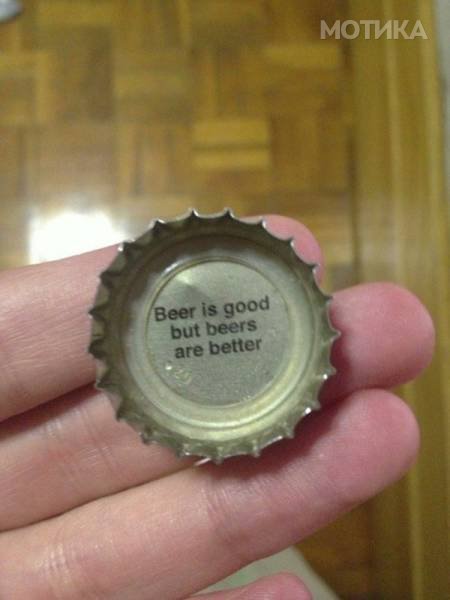 МОТИКА
Beer is good
but beers
are better